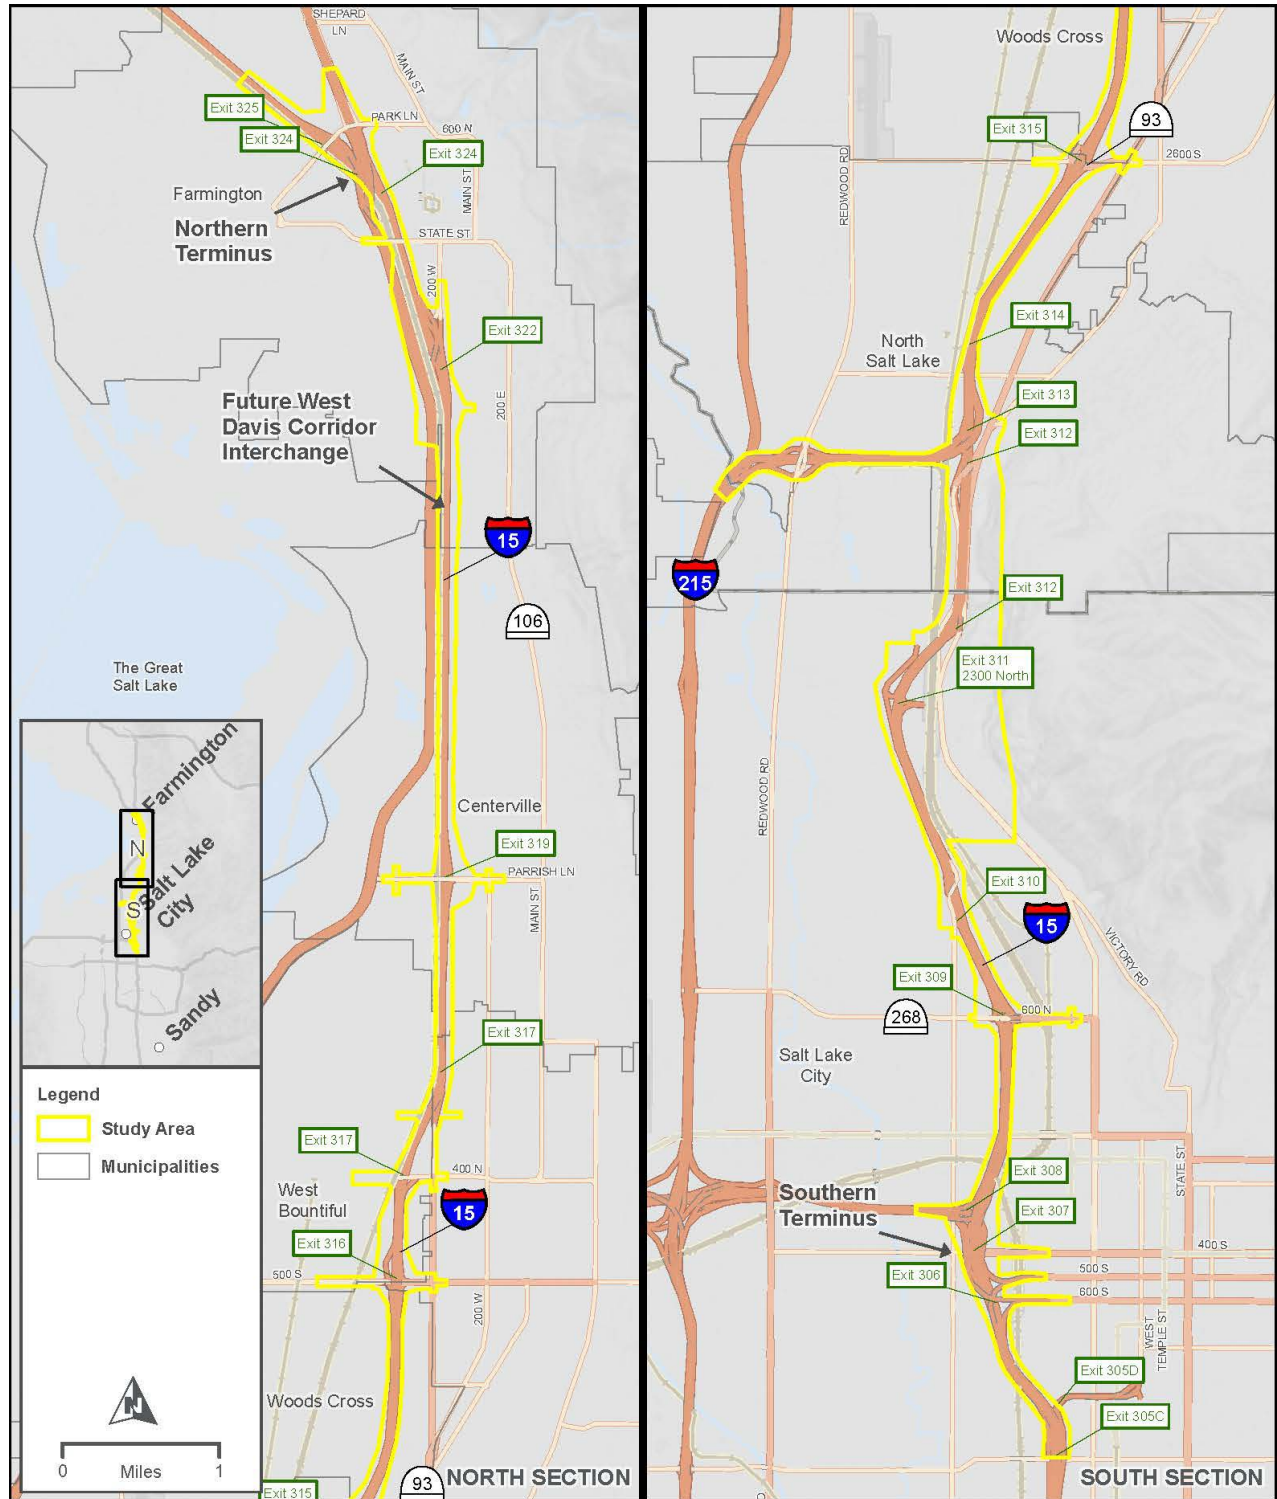 SHEPARD
LN
MAIN ST
Exit 325
PARK LN
Exit 324
600 N
Exit 324
Farmington
MAIN ST
Northern
Terminus
STATE ST
200 W
Exit 322
Future West
Davis Corridor
Interchange
200 E
15
106
The Great
Salt Lake
Centerville
Exit 319
PARRISH LN
MAIN ST
Exit 317
Exit 317
400 N
West
Bountiful
15
Exit 316
500 S
200 W
Woods Cross
93
NORTH SECTION
Exit 315
Farmington
N
Salt Lake
City
S
Sandy
Legend
Study Area
Municipalities
N
0 Miles 1
Woods Cross
93
Exit 315
2600 S
REDWOOD RD
Exit 314
North
Salt Lake
Exit 313
Exit 312
215
Exit 312
Exit 311
2300 North
REDWOOD RD
Exit 310
15
VICTORY RD
Exit 309
600 N
268
Salt Lake
City
Exit 308
STATE ST
Southern
Terminus
Exit 307
400 S
Exit 306
500 S
600 S
WEST
TEMPLE ST
Exit 305D
Exit 305C
SOUTH SECTION